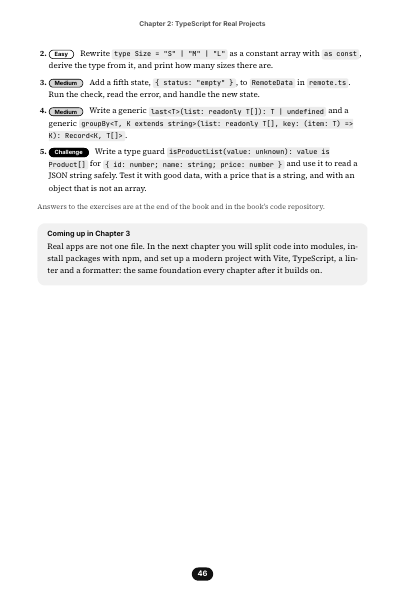 Chapter 2: TypeScript for Real Projects
2. Easy Rewrite type Size = "S" | "M" | "L" as a constant array with as const,
derive the type from it, and print how many sizes there are.
3. Medium Add a fifth state, { status: "empty" }, to RemoteData in remote.ts.
Run the check, read the error, and handle the new state.
4. Medium Write a generic last<T>(list: readonly T[]): T | undefined and a
generic groupBy<T, K extends string>(list: readonly T[], key: (item: T) =>
K): Record<K, T[]>.
5. Challenge Write a type guard isProductList(value: unknown): value is
Product[] for { id: number; name: string; price: number } and use it to read a
JSON string safely. Test it with good data, with a price that is a string, and with an
object that is not an array.
Answers to the exercises are at the end of the book and in the book's code repository.
Coming up in Chapter 3
Real apps are not one file. In the next chapter you will split code into modules, in-
stall packages with npm, and set up a modern project with Vite, TypeScript, a lin-
ter and a formatter: the same foundation every chapter after it builds on.
46